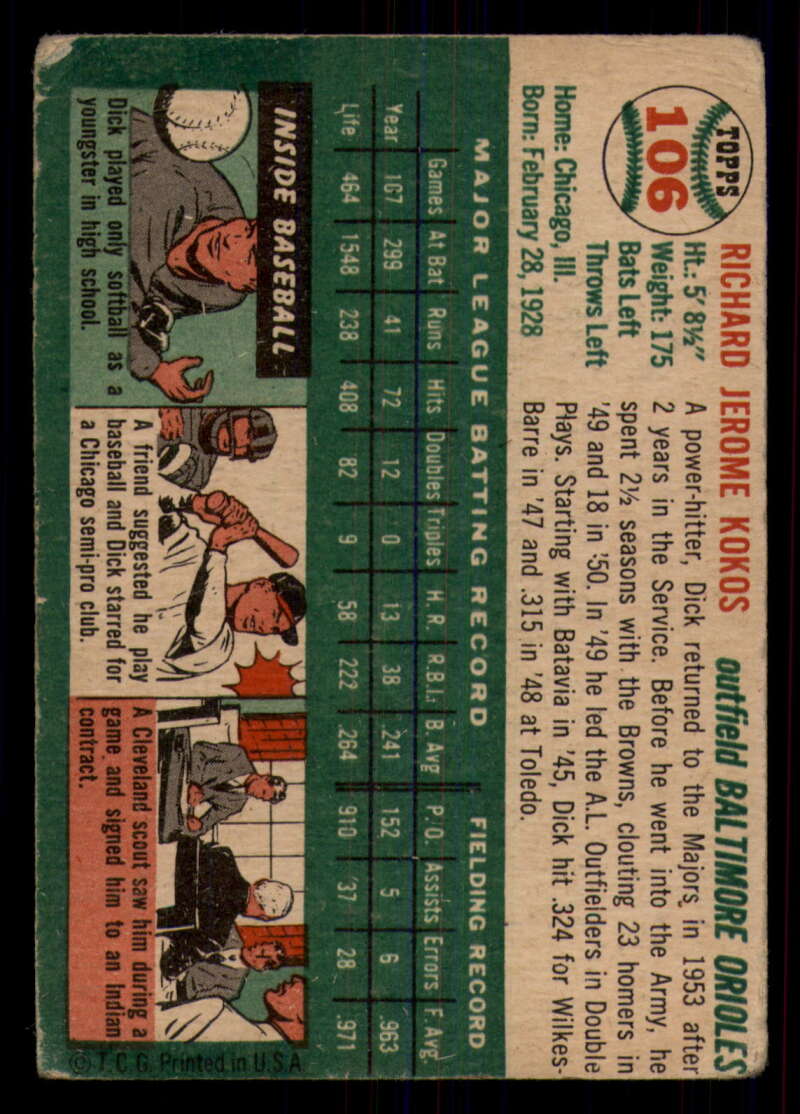 TOPPS
106
RICHARD JEROME KOKOS
outfield BALTIMORE ORIOLES
Ht.: 5' 8½"
Weight: 175
Bats Left
Throws Left
Home: Chicago, Ill.
Born: February 28, 1928
A power-hitter, Dick returned to the Majors in 1953 after
2 years in the Service. Before he went into the Army, he
spent 2½ seasons with the Browns, clouting 23 homers in
'49 and 18 in '50. In '49 he led the A.L. Outfielders in Double
Plays. Starting with Batavia in '45, Dick hit .324 for Wilkes-
Barre in '47 and .315 in '48 at Toledo.
MAJOR LEAGUE BATTING RECORD FIELDING RECORD
Games At Bat Runs Hits Doubles Triples H. R. R.B.I. B. Avg P.O. Assists Errors F. Avg.
Year 107 299 41 72 12 0 13 38 .241 152 5 6 .963
Life 464 1548 238 408 82 9 58 222 .264 910 37 28 .971
INSIDE BASEBALL
Dick played only softball as a
youngster in high school.
A friend suggested he play
baseball and Dick starred for
a Chicago semi-pro club.
A Cleveland scout saw him during a
game and signed him to an Indian
contract.
© T. C. G. Printed in U.S.A.